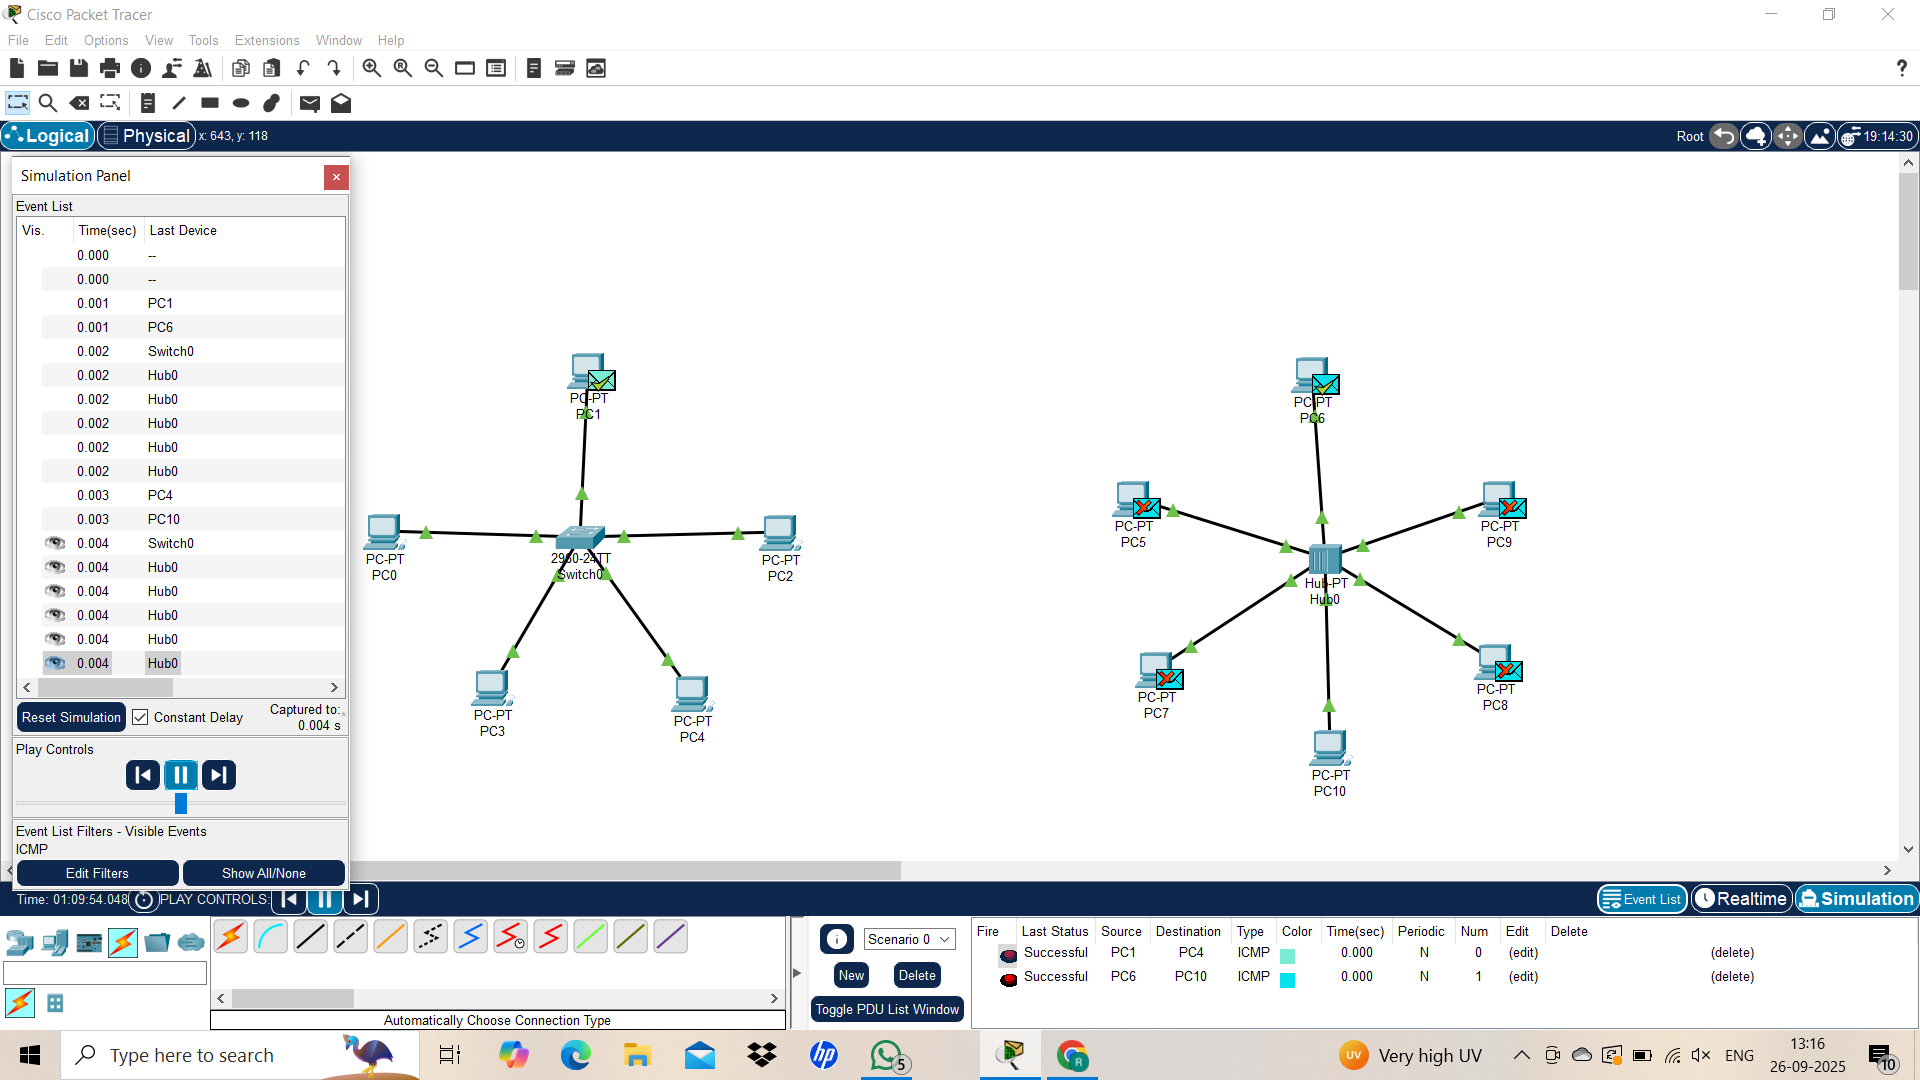 Cisco Packet Tracer
File Edit Options View Tools Extensions Window Help
?
Logical Physical x: 643, y: 118 Root 19:14:30
Simulation Panel
Event List
Vis. Time(sec) Last Device
0.000 --
0.000 --
0.001 PC1
0.001 PC6
0.002 Switch0
0.002 Hub0
0.002 Hub0
0.002 Hub0
0.002 Hub0
0.002 Hub0
0.003 PC4
0.003 PC10
0.004 Switch0
0.004 Hub0
0.004 Hub0
0.004 Hub0
0.004 Hub0
0.004 Hub0
Reset Simulation Constant Delay Captured to:
0.004 s
Play Controls
Event List Filters - Visible Events
ICMP
Edit Filters Show All/None
PC-PT
PC1
PC-PT
PC0
2960-24TT
Switch0
PC-PT
PC2
PC-PT
PC3
PC-PT
PC4
PC-PT
PC6
PC-PT
PC5
PC-PT
PC9
Hub-PT
Hub0
PC-PT
PC7
PC-PT
PC8
PC-PT
PC10
Time: 01:09:54.048 PLAY CONTROLS: Event List Realtime Simulation
Scenario 0
New Delete
Toggle PDU List Window
Automatically Choose Connection Type
Fire Last Status Source Destination Type Color Time(sec) Periodic Num Edit Delete
Successful PC1 PC4 ICMP 0.000 N 0 (edit) (delete)
Successful PC6 PC10 ICMP 0.000 N 1 (edit) (delete)
Type here to search
5
UV Very high UV
ENG
13:16
26-09-2025
10